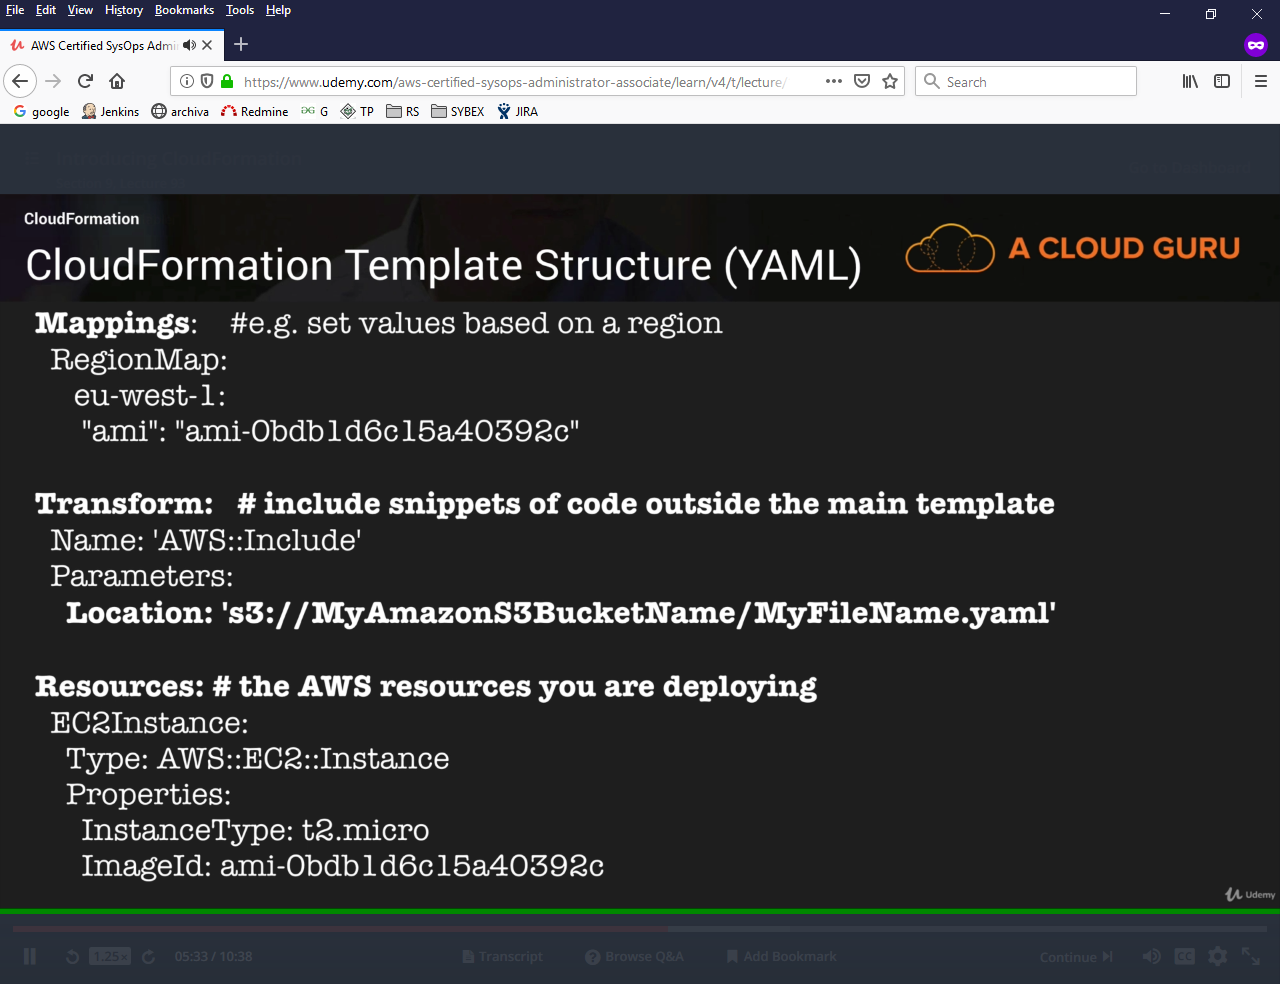 File Edit View History Bookmarks Tools Help
AWS Certified SysOps Admi
https://www.udemy.com/aws-certified-sysops-administrator-associate/learn/v4/t/lecture/
Search
google Jenkins archiva Redmine G TP RS SYBEX JIRA
CloudFormation
CloudFormation Template Structure (YAML)
A CLOUD GURU
Mappings: #e.g. set values based on a region
RegionMap:
eu-west-1:
"ami": "ami-0bdb1d6c15a40392c"
Transform: # include snippets of code outside the main template
Name: 'AWS::Include'
Parameters:
Location: 's3://MyAmazonS3BucketName/MyFileName.yaml'
Resources: # the AWS resources you are deploying
EC2Instance:
Type: AWS::EC2::Instance
Properties:
InstanceType: t2.micro
ImageId: ami-0bdb1d6c15a40392c
Udemy
1.25x 05:33 / 10:38 Transcript Browse Q&A Add Bookmark Continue CC